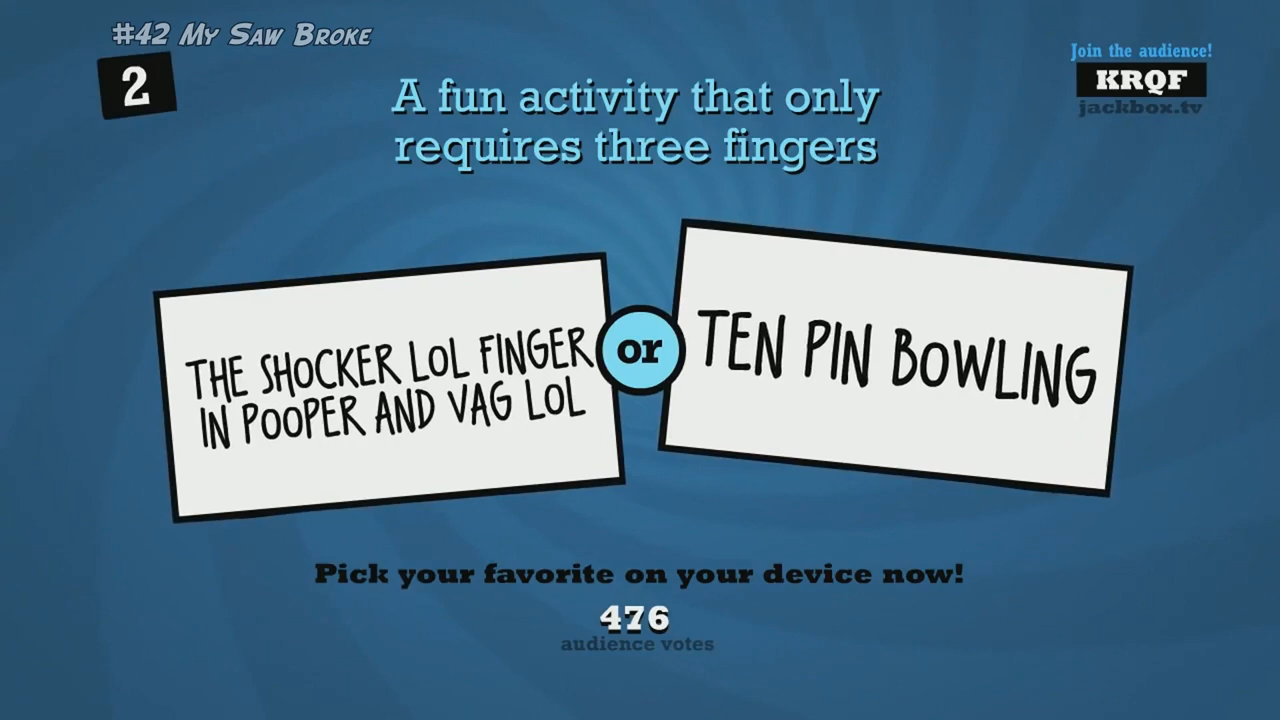 #42 My Saw Broke
2
Join the audience!
KRQF
jackbox.tv
A fun activity that only
requires three fingers
THE SHOCKER LOL FINGER
IN POOPER AND VAG LOL
or
TEN PIN BOWLING
Pick your favorite on your device now!
476
audience votes